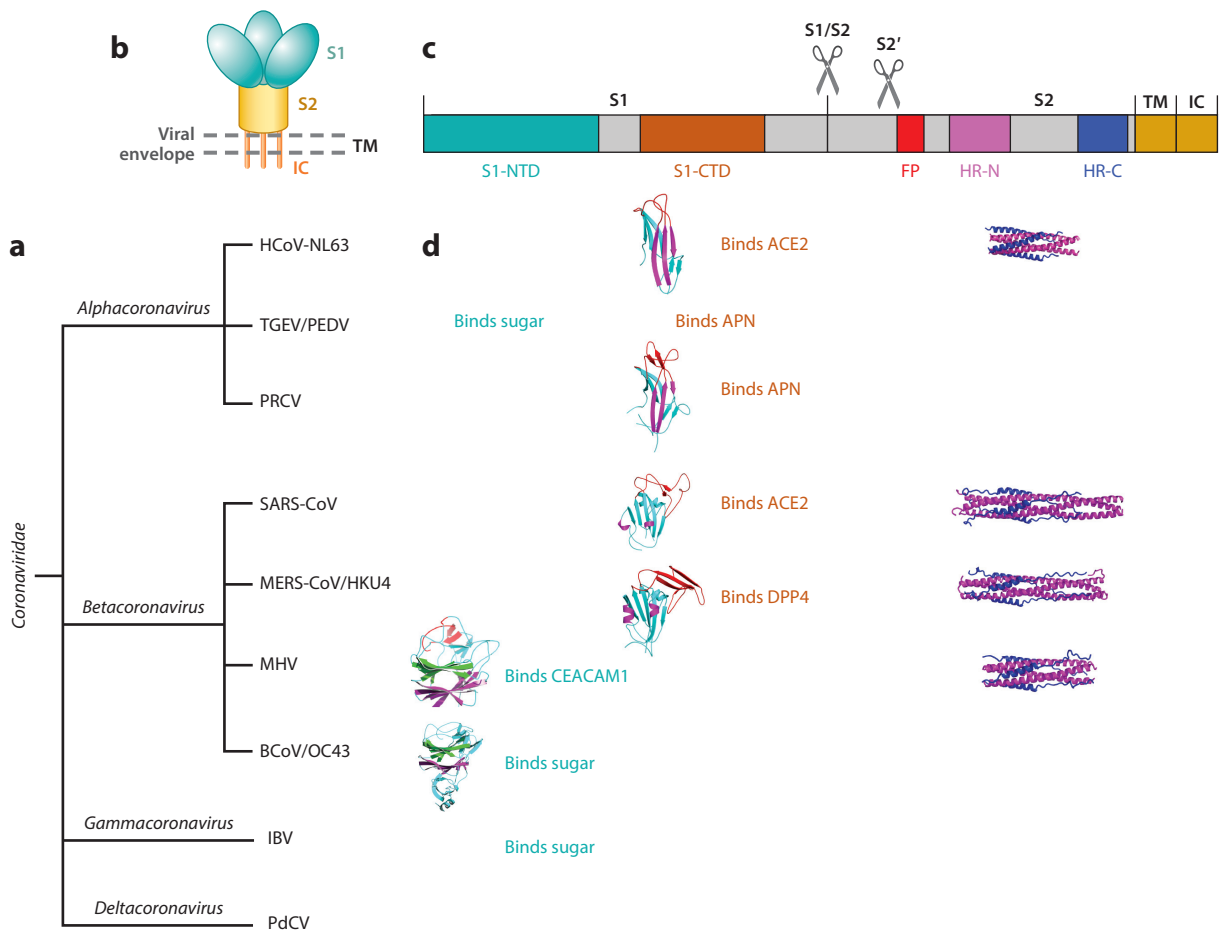 b
S1
S2
Viral
envelope
TM
IC
c
S1/S2
S2′
S1
S2
TM
IC
S1-NTD
S1-CTD
FP
HR-N
HR-C
a
d
Coronaviridae
Alphacoronavirus
HCoV-NL63
Binds ACE2
TGEV/PEDV
Binds sugar
Binds APN
PRCV
Binds APN
Betacoronavirus
SARS-CoV
Binds ACE2
MERS-CoV/HKU4
Binds DPP4
MHV
Binds CEACAM1
BCoV/OC43
Binds sugar
Gammacoronavirus
IBV
Binds sugar
Deltacoronavirus
PdCV